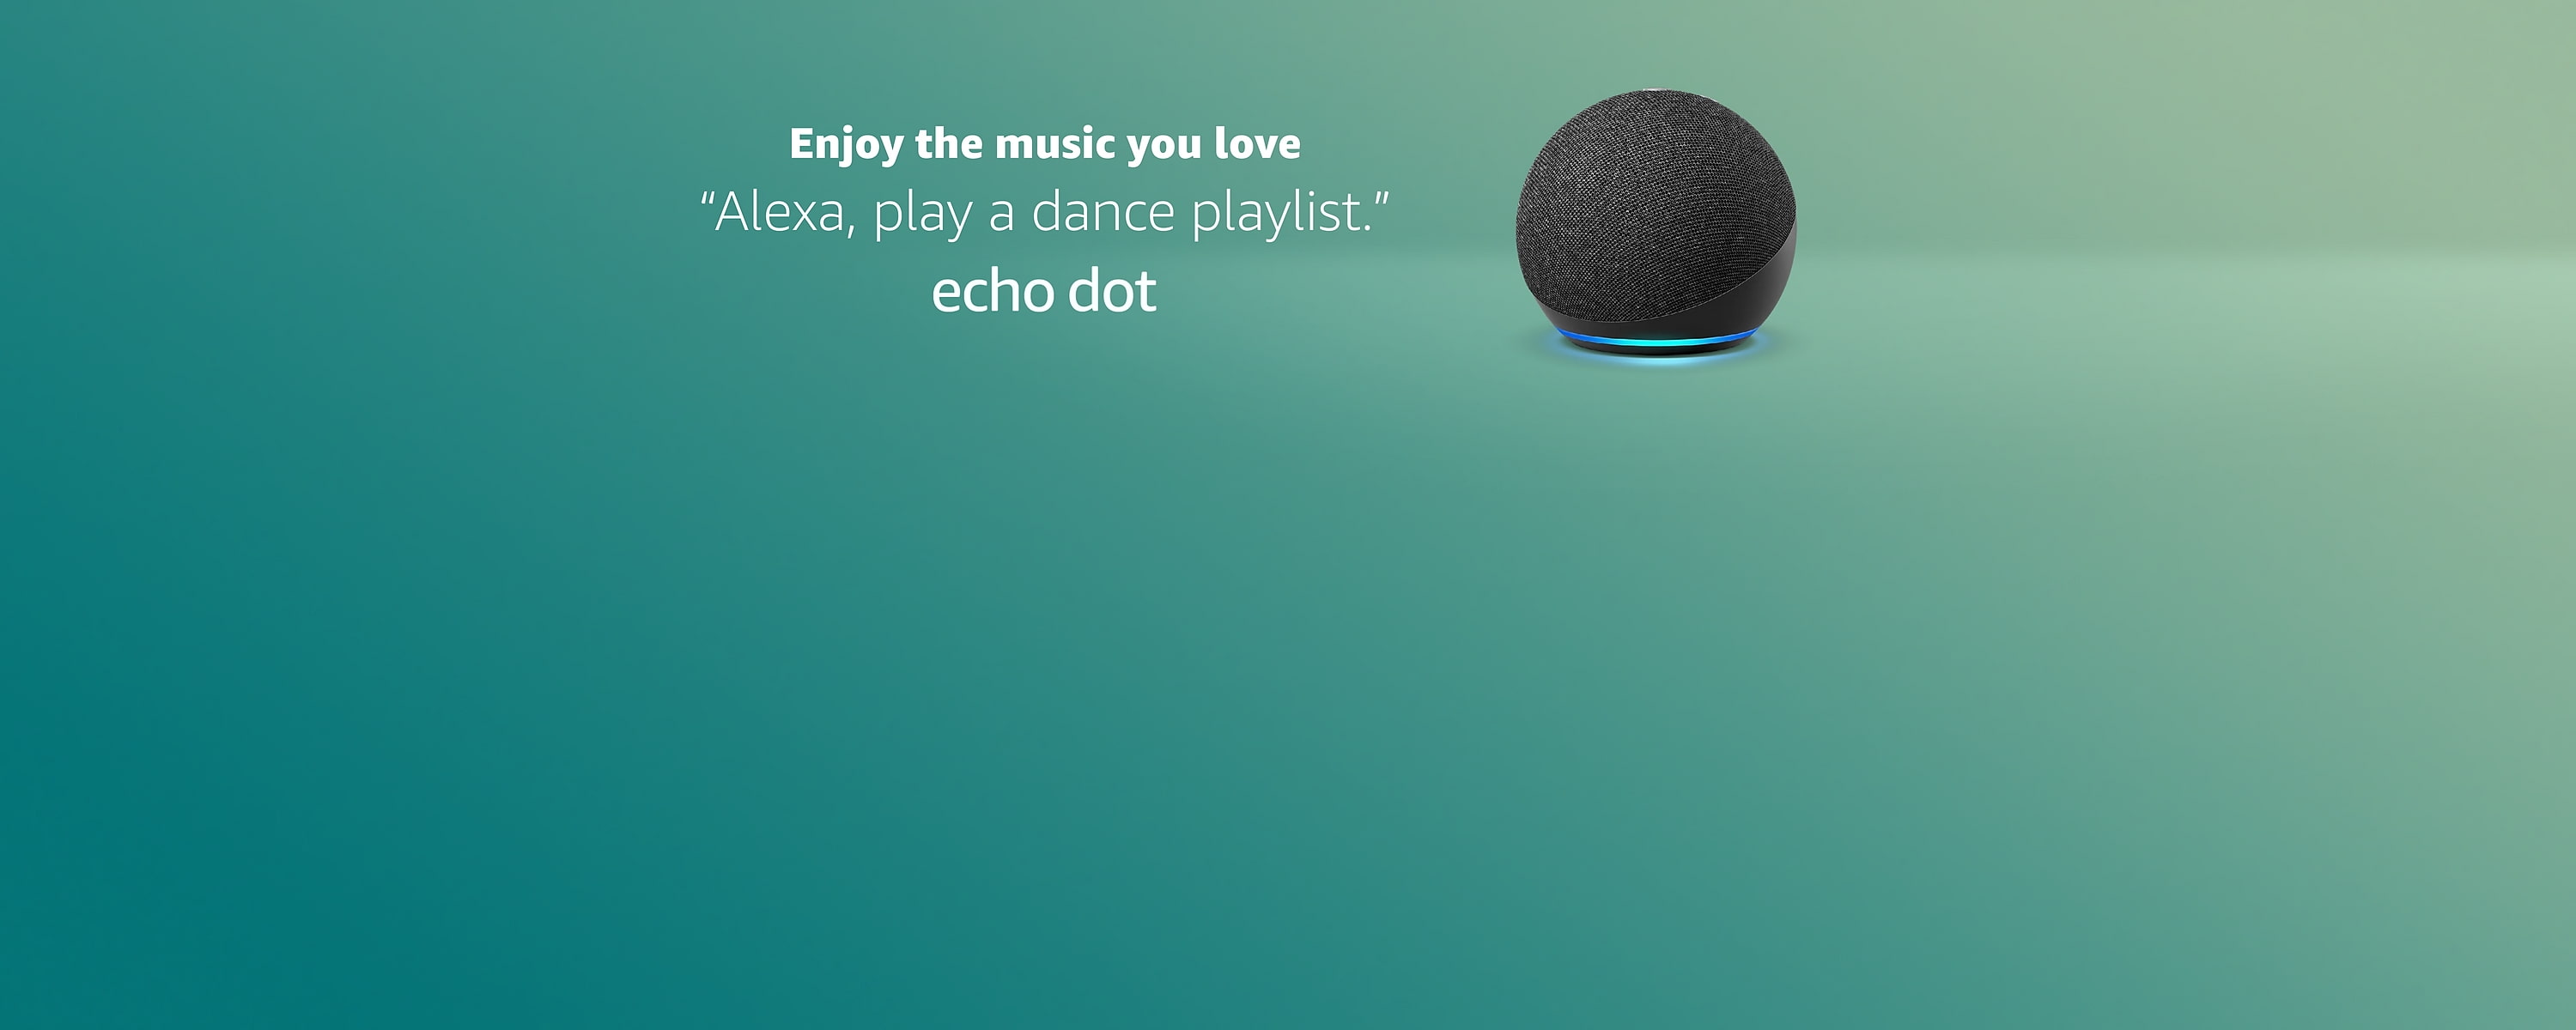 Enjoy the music you love
“Alexa, play a dance playlist.”
echo dot